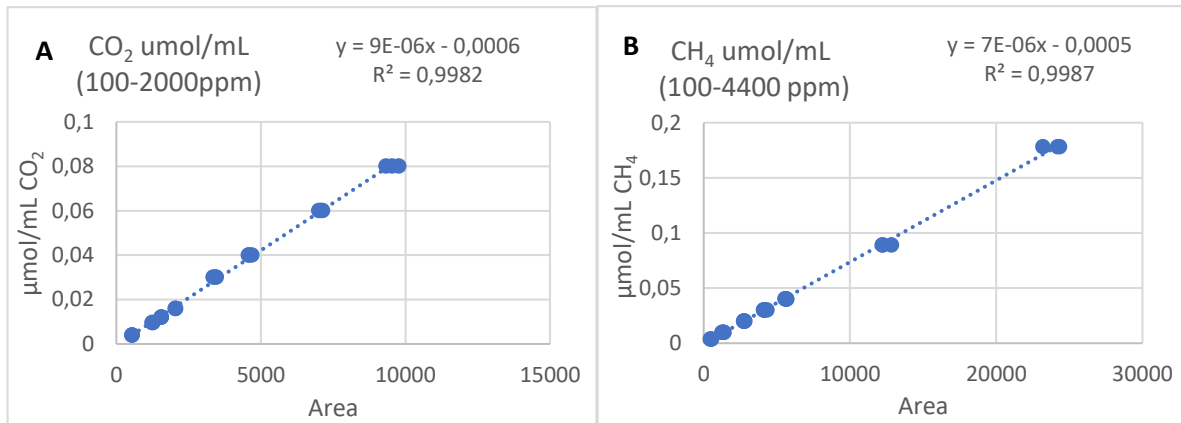 A
CO₂ umol/mL
(100-2000ppm)
y = 9E-06x - 0,0006
R² = 0,9982
µmol/mL CO₂
0,1
0,08
0,06
0,04
0,02
0
0
5000
10000
15000
Area
B
CH₄ umol/mL
(100-4400 ppm)
y = 7E-06x - 0,0005
R² = 0,9987
µmol/mL CH₄
0,2
0,15
0,1
0,05
0
0
10000
20000
30000
Area